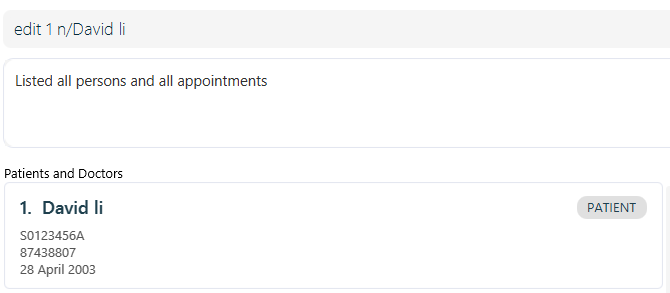 edit 1 n/David li
Listed all persons and all appointments
Patients and Doctors
1. David li
PATIENT
S0123456A
87438807
28 April 2003